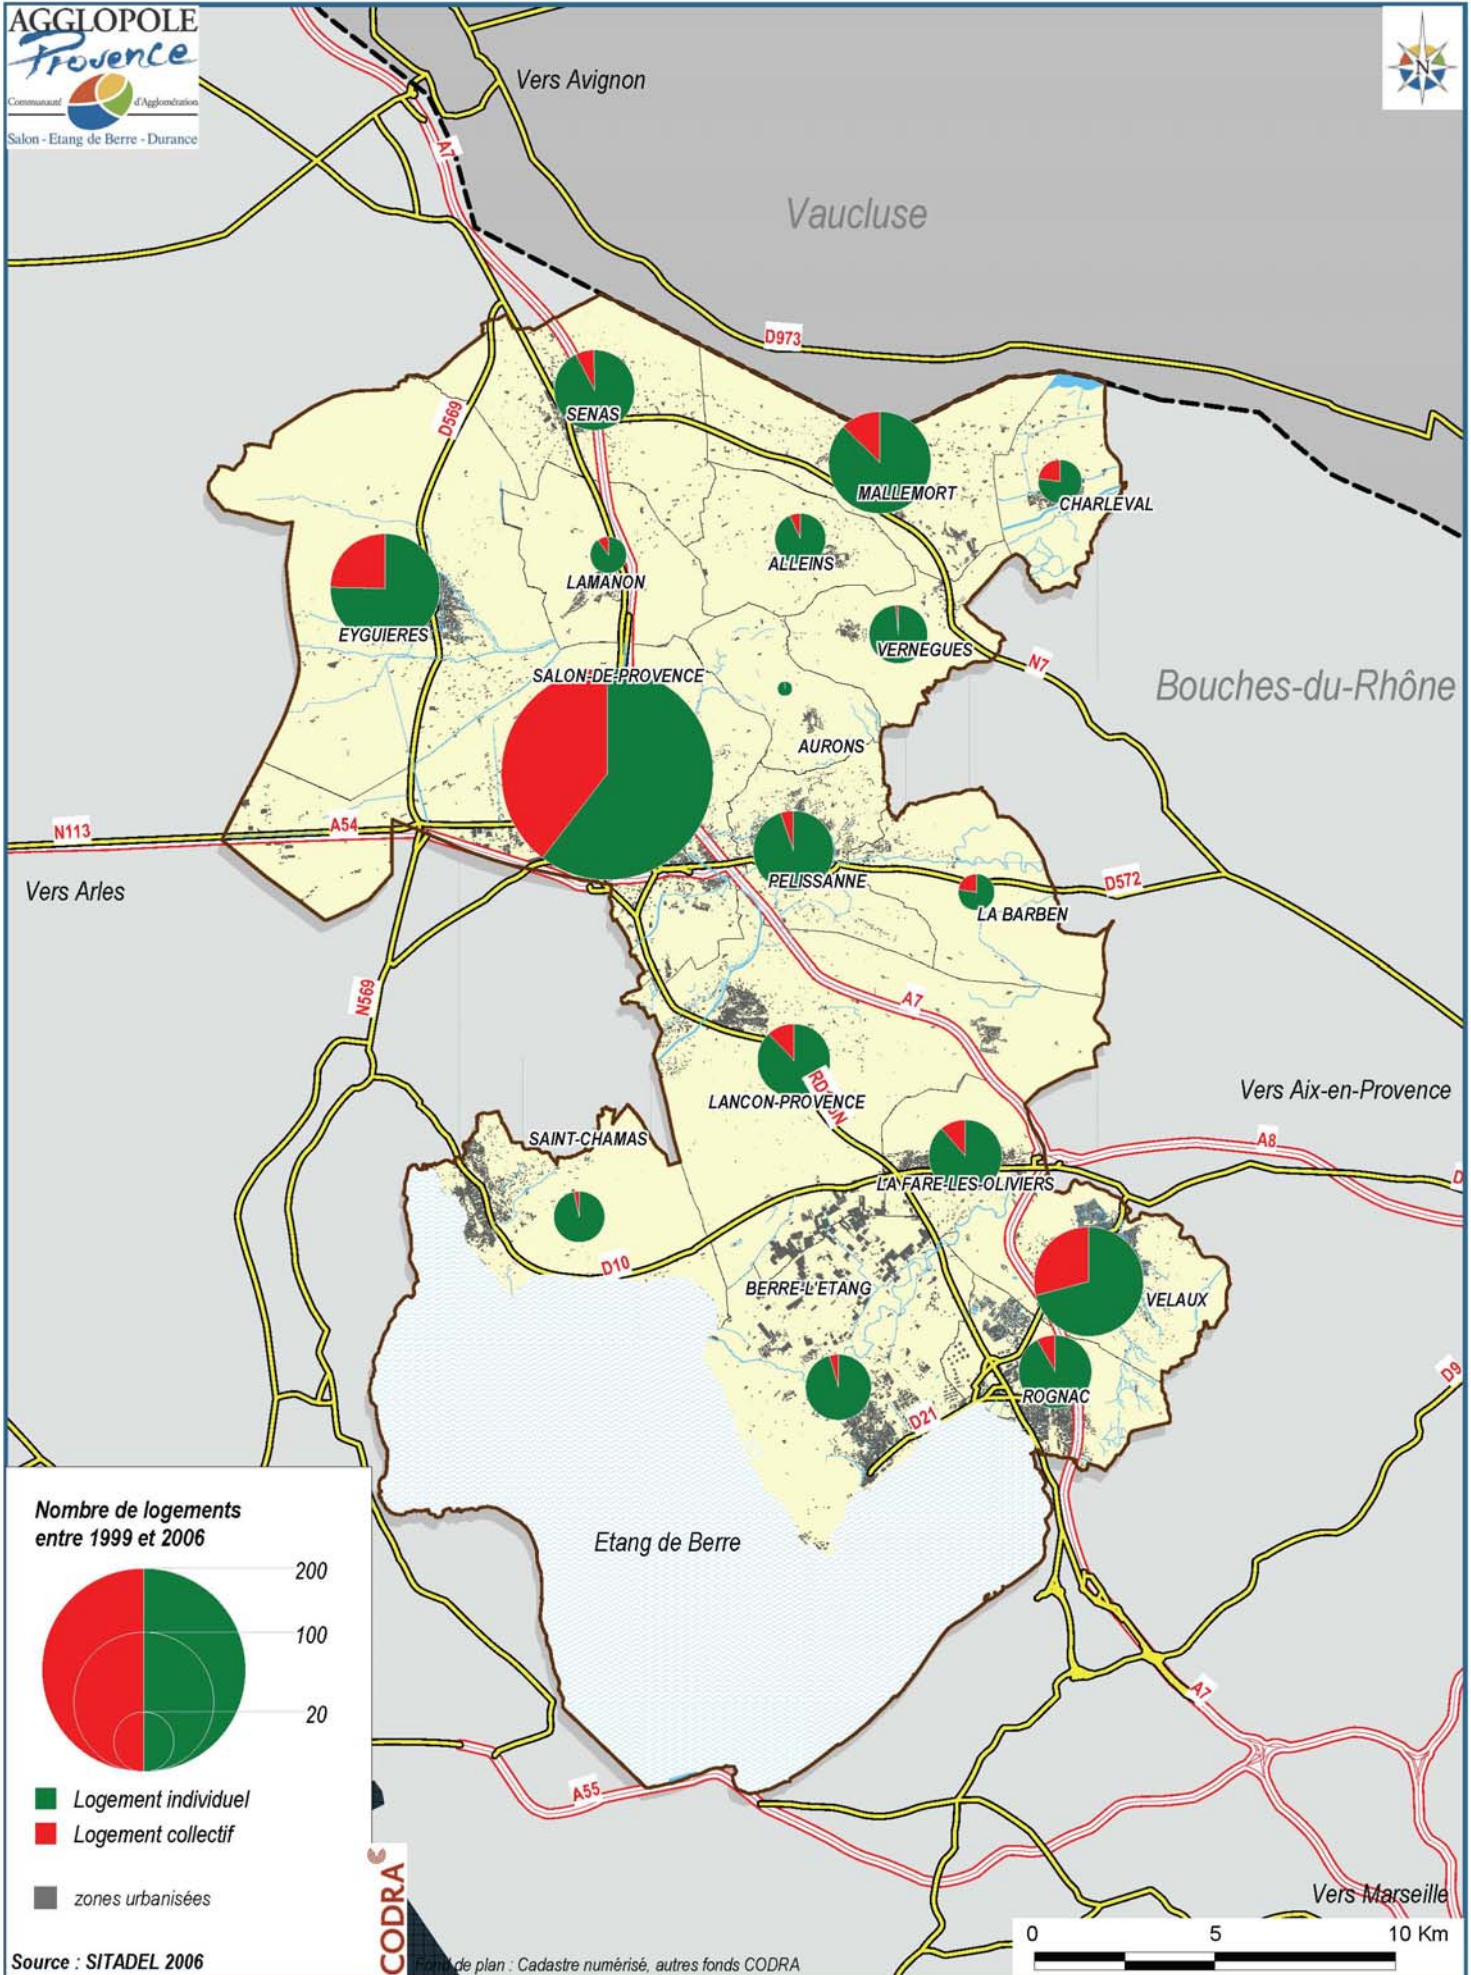 AGGLOPOLE
Provence
Communauté d'Agglomération
Salon - Etang de Berre - Durance
N
Vers Avignon
A7
Vaucluse
D973
D569
SENAS
MALLEMORT
CHARLEVAL
ALLEINS
LAMANON
EYGUIERES
VERNEGUES
N7
SALON-DE-PROVENCE
Bouches-du-Rhône
AURONS
N113
A54
PELISSANNE
Vers Arles
D572
LA BARBEN
N569
A7
Vers Aix-en-Provence
LANCON-PROVENCE
SAINT-CHAMAS
A8
LA FARE-LES-OLIVIERS
D10
BERRE-L'ETANG
VELAUX
D9
ROGNAC
D21
Nombre de logements
entre 1999 et 2006
Etang de Berre
200
100
20
A7
A55
Logement individuel
Logement collectif
zones urbanisées
CODRA
Vers Marseille
0 5 10 Km
Source : SITADEL 2006
Fond de plan : Cadastre numérisé, autres fonds CODRA